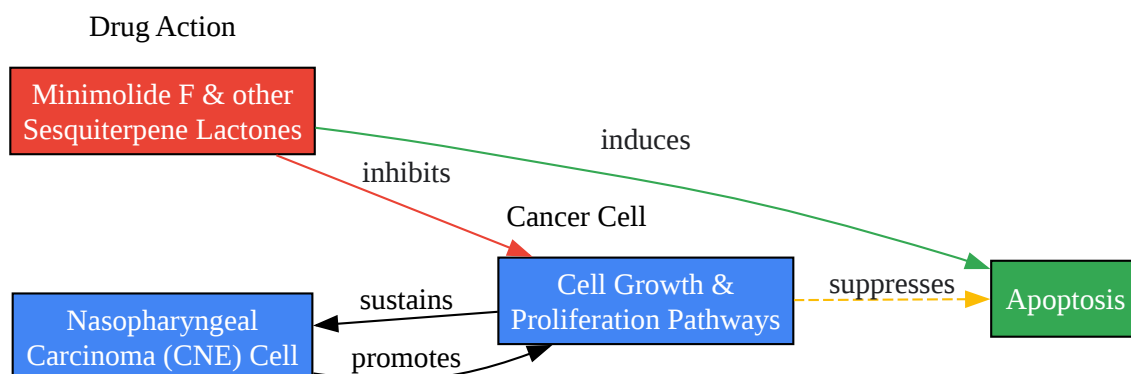 Drug Action
Minimolide F & other
Sesquiterpene Lactones
induces
inhibits
Cancer Cell
Cell Growth &
Proliferation Pathways
suppresses
Apoptosis
sustains
Nasopharyngeal
Carcinoma (CNE) Cell
promotes